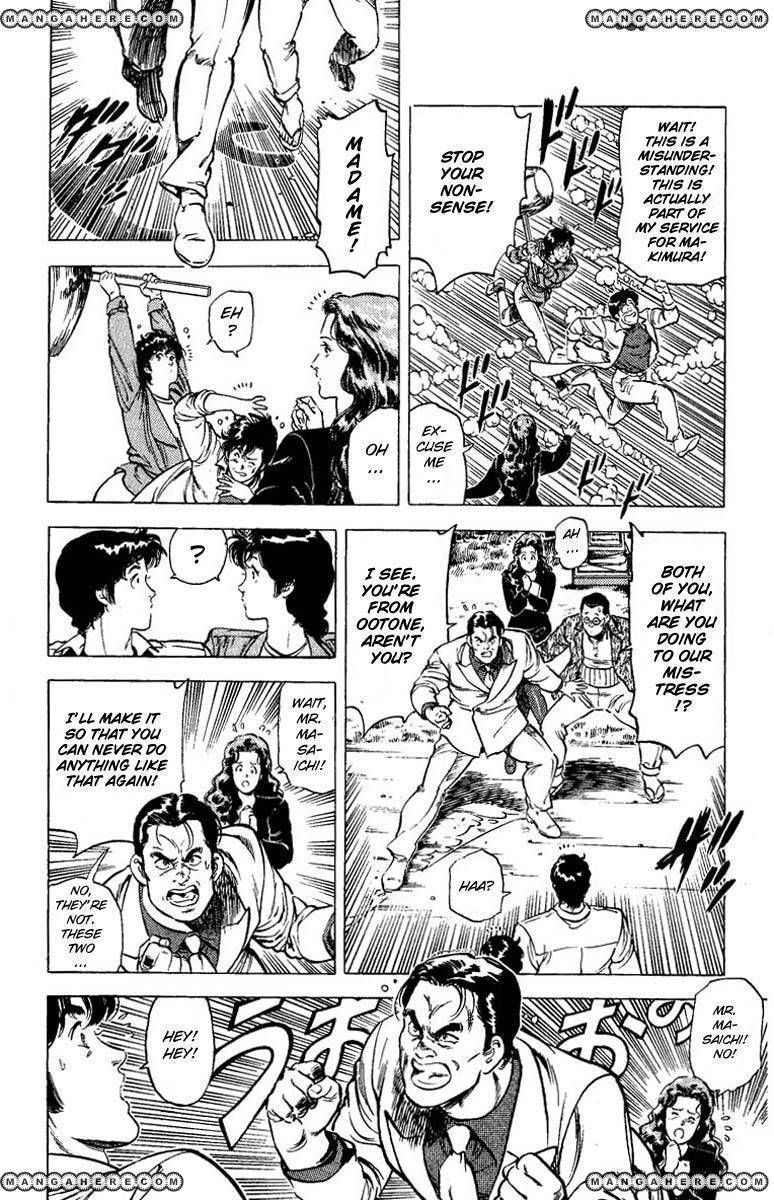 MANGAHERE.COM
MANGAHERE.COM
WAIT!
THIS IS A
MISUNDER-
STANDING!
THIS IS
ACTUALLY
PART OF
MY SERVICE
FOR MA-
KIMURA!
STOP
YOUR
NON-
SENSE!
EX-
CUSE
ME
...
MADAME!
EH
?
OH
...
BOTH
OF YOU,
WHAT
ARE YOU
DOING
TO OUR
MIS-
TRESS
!?
AH
...
I SEE.
YOU'RE
FROM
OOTONE,
AREN'T
YOU?
HAA?
?
WAIT,
MR.
MA-
SA-
ICHI!
I'LL MAKE IT
SO THAT YOU
CAN NEVER DO
ANYTHING LIKE
THAT AGAIN!
NO,
THEY'RE
NOT.
THESE
TWO
...
MR.
MA-
SAICHI!
NO!
HEY!
HEY!
MANGAHERE.COM
MANGAHERE.COM